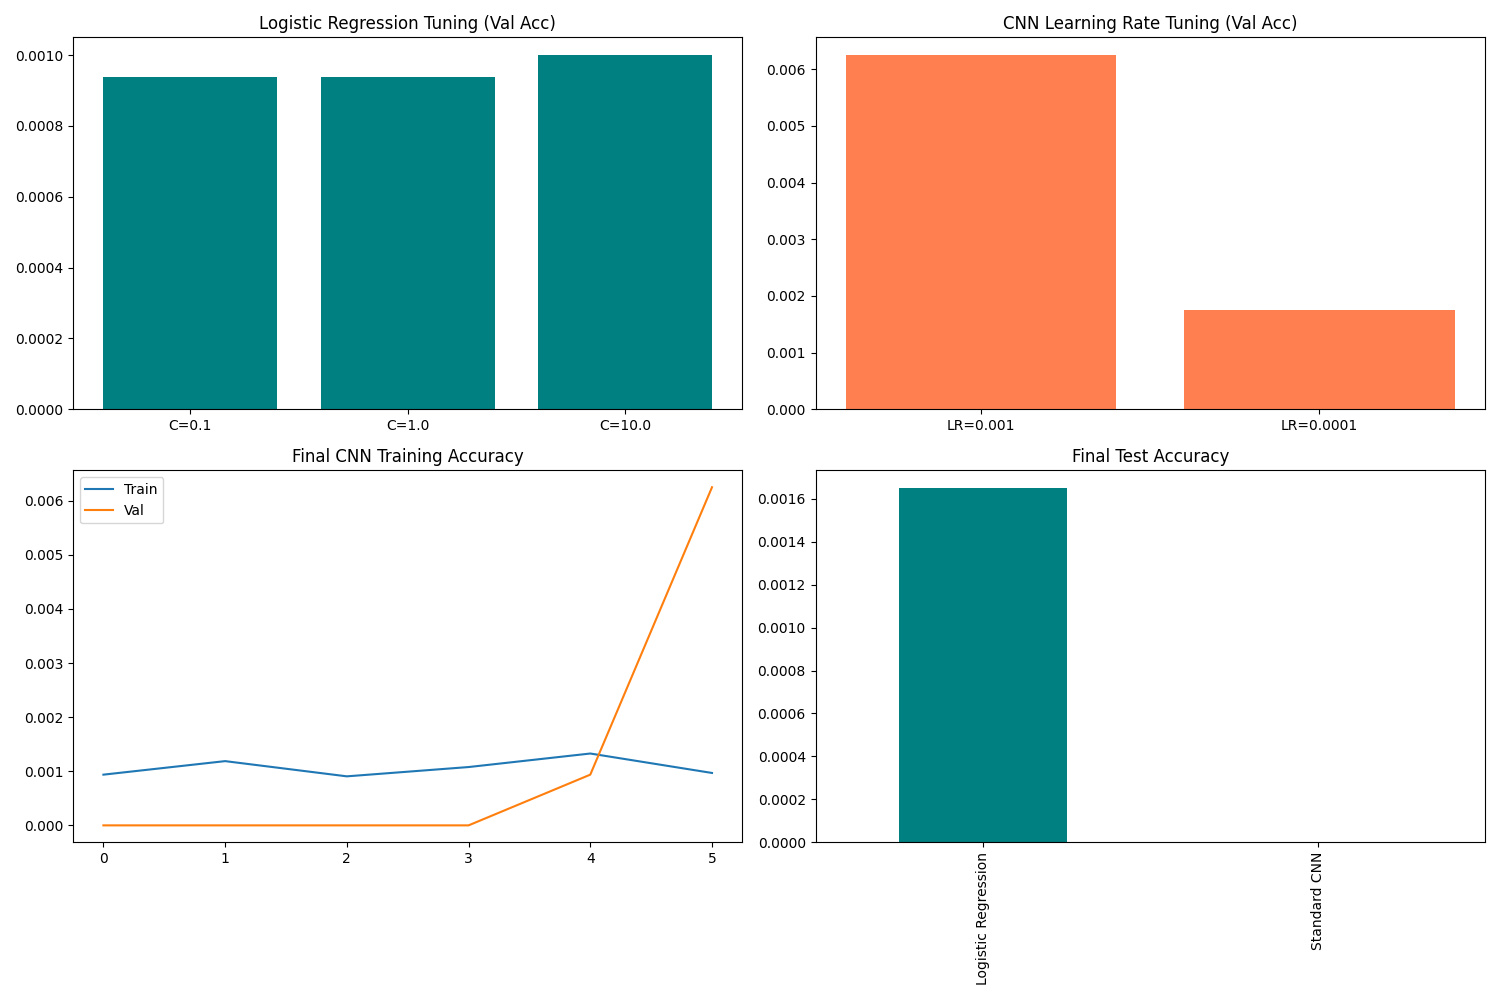 Logistic Regression Tuning (Val Acc)
0.0010
0.0008
0.0006
0.0004
0.0002
0.0000
C=0.1 C=1.0 C=10.0
CNN Learning Rate Tuning (Val Acc)
0.006
0.005
0.004
0.003
0.002
0.001
0.000
LR=0.001 LR=0.0001
Final CNN Training Accuracy
Train
Val
0.006
0.005
0.004
0.003
0.002
0.001
0.000
0 1 2 3 4 5
Final Test Accuracy
0.0016
0.0014
0.0012
0.0010
0.0008
0.0006
0.0004
0.0002
0.0000
Logistic Regression
Standard CNN